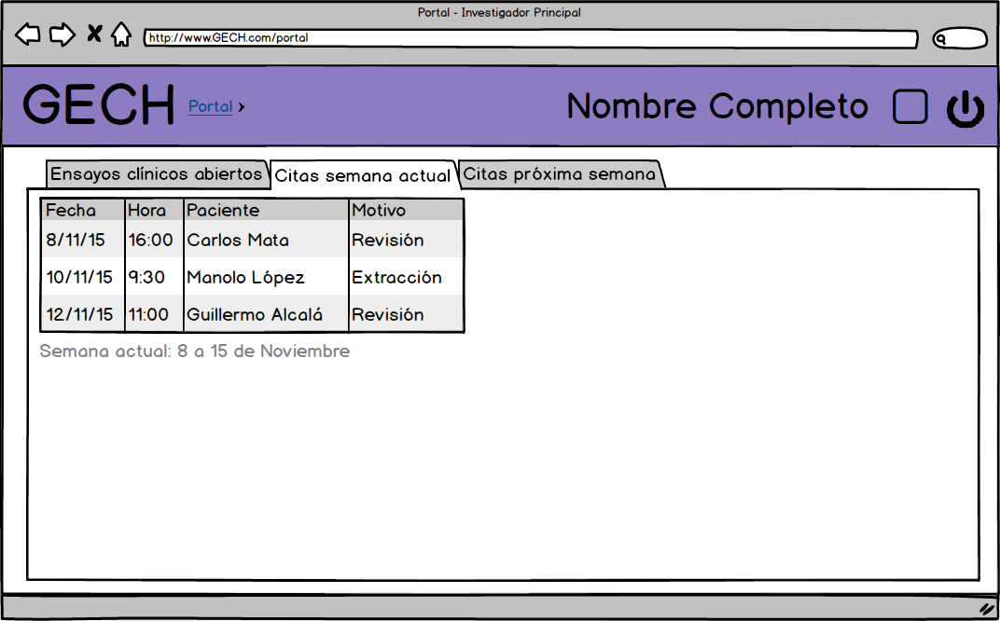 Portal - Investigador Principal
http://www.GECH.com/portal
GECH Portal > Nombre Completo
Ensayos clínicos abiertos Citas semana actual Citas próxima semana
Fecha Hora Paciente Motivo
8/11/15 16:00 Carlos Mata Revisión
10/11/15 9:30 Manolo López Extracción
12/11/15 11:00 Guillermo Alcalá Revisión
Semana actual: 8 a 15 de Noviembre